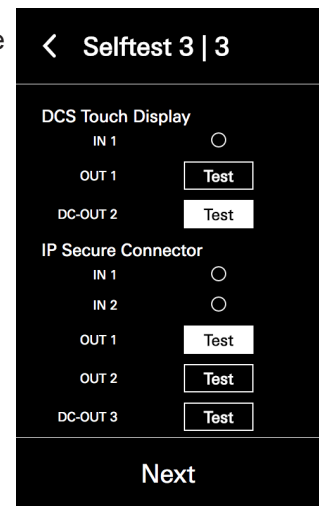 e
< Selftest 3 | 3
DCS Touch Display
IN 1
OUT 1 Test
DC-OUT 2 Test
IP Secure Connector
IN 1
IN 2
OUT 1 Test
OUT 2 Test
DC-OUT 3 Test
Next